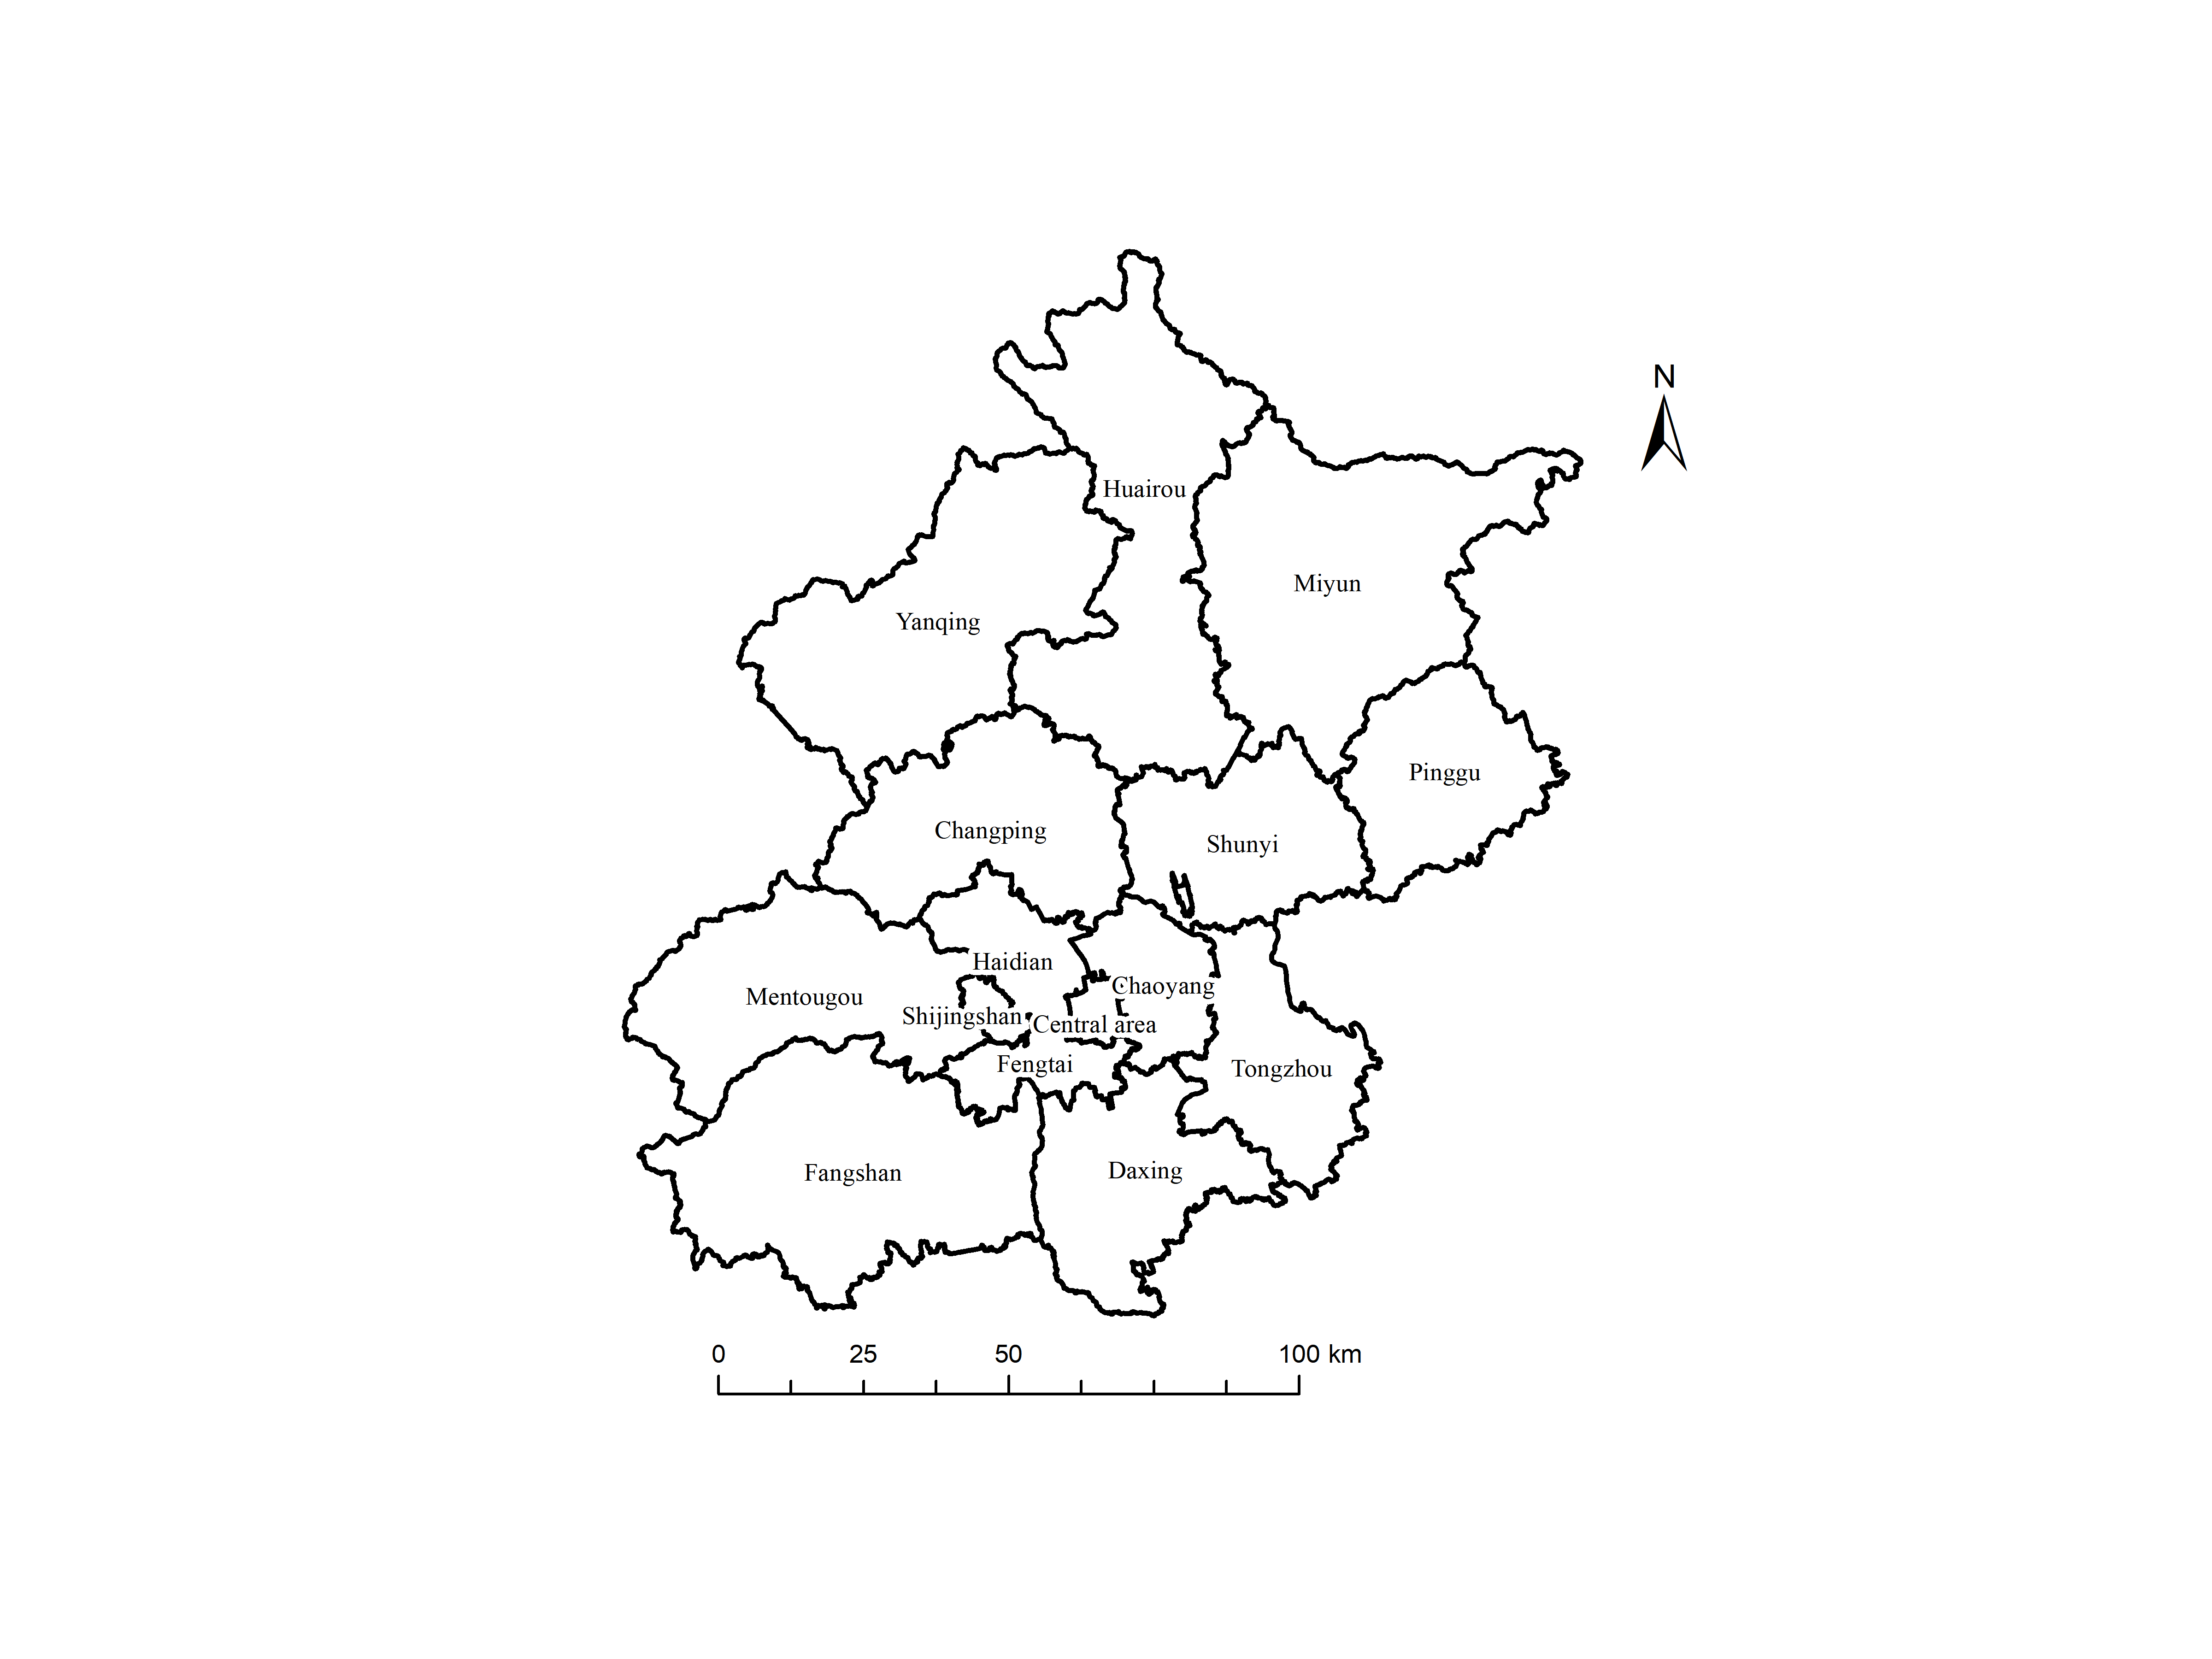 N
Huairou
Miyun
Yanqing
Pinggu
Changping
Shunyi
Haidian
Chaoyang
Mentougou
Shijingshan
Central area
Fengtai
Tongzhou
Fangshan
Daxing
0 25 50 100 km